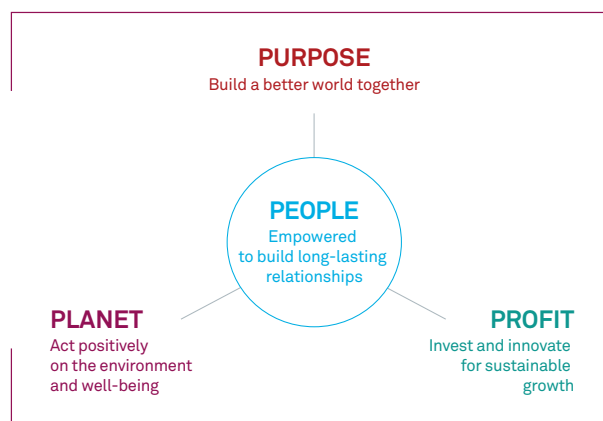 PURPOSE
Build a better world together
PEOPLE
Empowered
to build long-lasting
relationships
PLANET
Act positively
on the environment
and well-being
PROFIT
Invest and innovate
for sustainable
growth